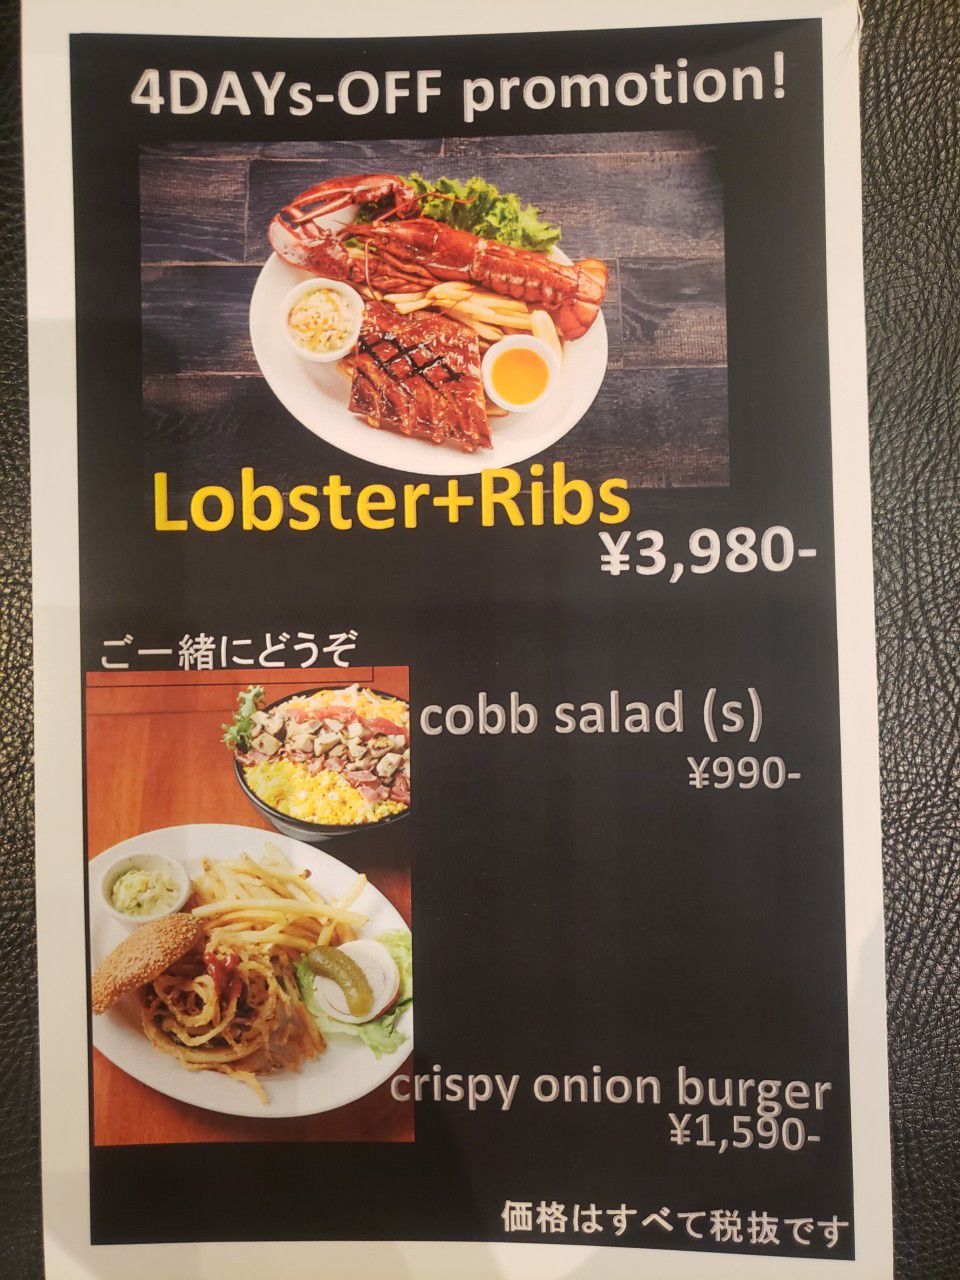 4DAYs-OFF promotion!
Lobster+Ribs
¥3,980-
ご一緒にどうぞ
cobb salad (s)
¥990-
crispy onion burger
¥1,590-
価格はすべて税抜です